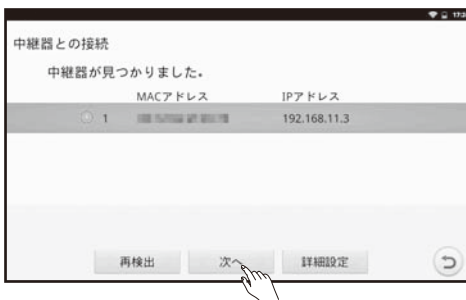 中継器との接続
中継器が見つかりました。
MACアドレス IPアドレス
1 192.168.11.3
再検出 次へ 詳細設定